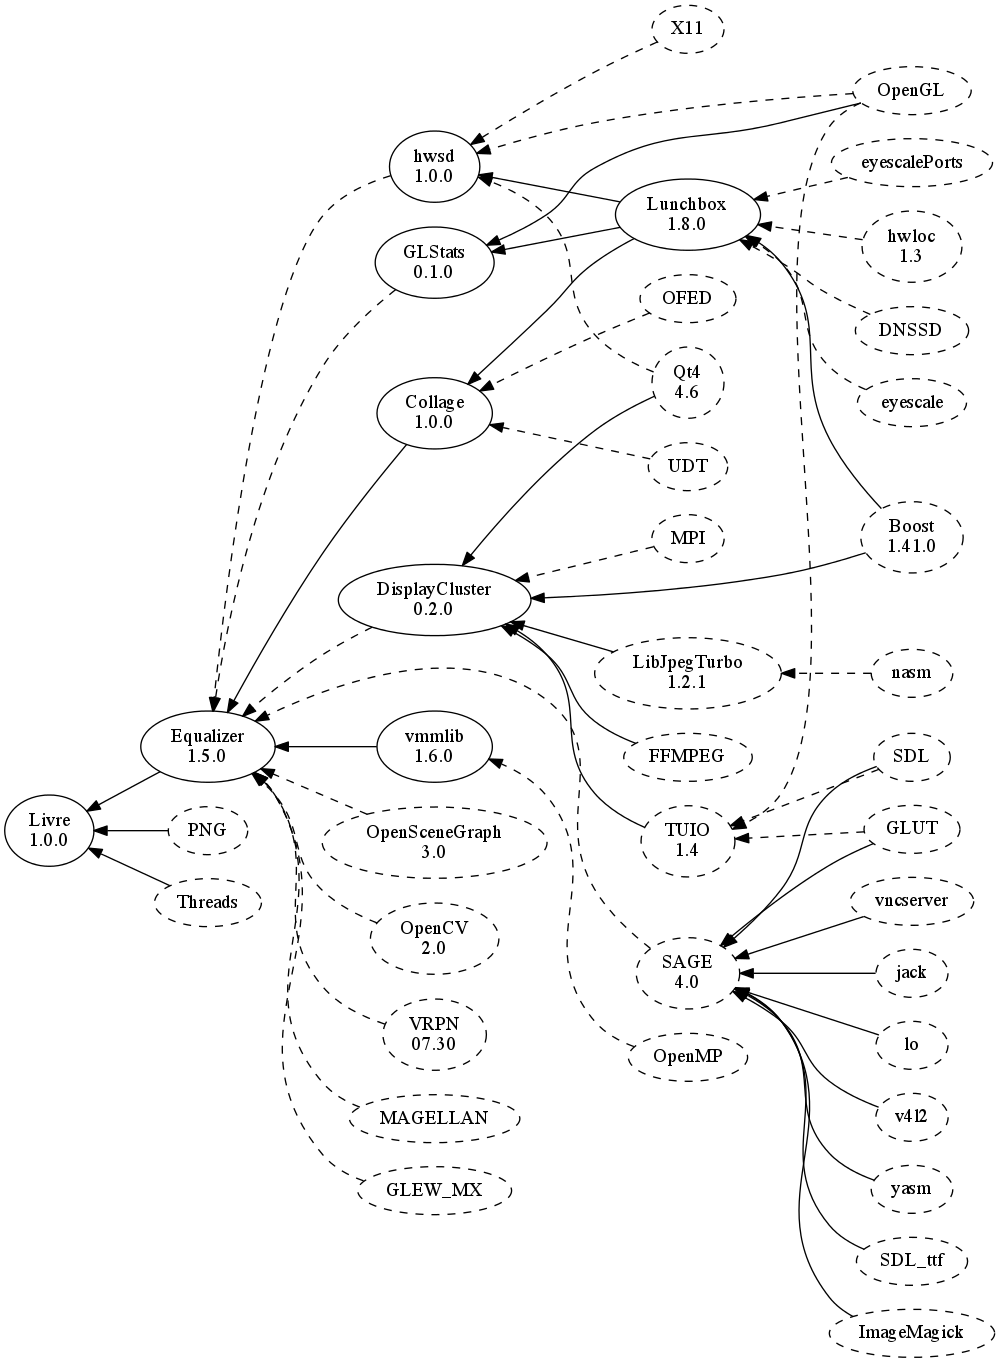 X11
OpenGL
hwsd
1.0.0
eyescalePorts
Lunchbox
1.8.0
hwloc
1.3
GLStats
0.1.0
OFED
DNSSD
Qt4
4.6
Collage
1.0.0
eyescale
UDT
Boost
1.41.0
MPI
DisplayCluster
0.2.0
LibJpegTurbo
1.2.1
nasm
Equalizer
1.5.0
vmmlib
1.6.0
FFMPEG
SDL
Livre
1.0.0
PNG
OpenSceneGraph
3.0
TUIO
1.4
GLUT
Threads
vncserver
OpenCV
2.0
SAGE
4.0
jack
VRPN
07.30
OpenMP
lo
MAGELLAN
v4l2
GLEW_MX
yasm
SDL_ttf
ImageMagick